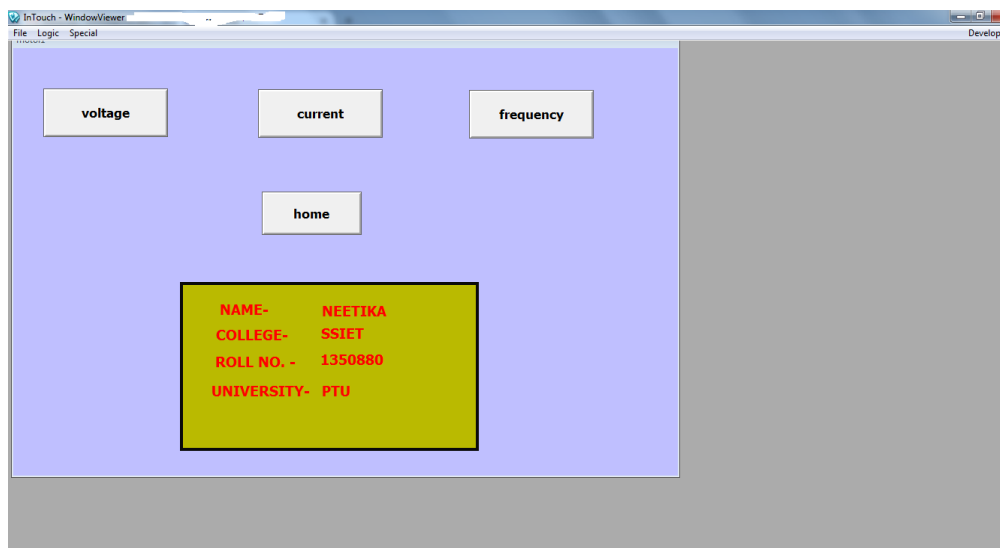 InTouch - WindowViewer
File Logic Special Develop
motor1
voltage current frequency
home
NAME- NEETIKA
COLLEGE- SSIET
ROLL NO. - 1350880
UNIVERSITY- PTU